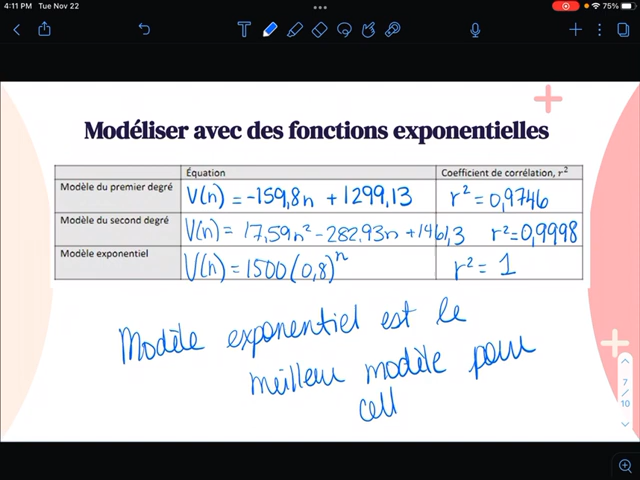 4:11 PM Tue Nov 22
75%
Modéliser avec des fonctions exponentielles
Équation Coefficient de corrélation, r²
Modèle du premier degré V(n) = -159,8n + 1299,13 r² = 0,9746
Modèle du second degré V(n) = 17,59n² - 282,93n + 1461,3 r² = 0,9998
Modèle exponentiel V(n) = 1500(0,8)ⁿ r² = 1
Modèle exponentiel est le
meilleur modèle pour
cell
7
/
10